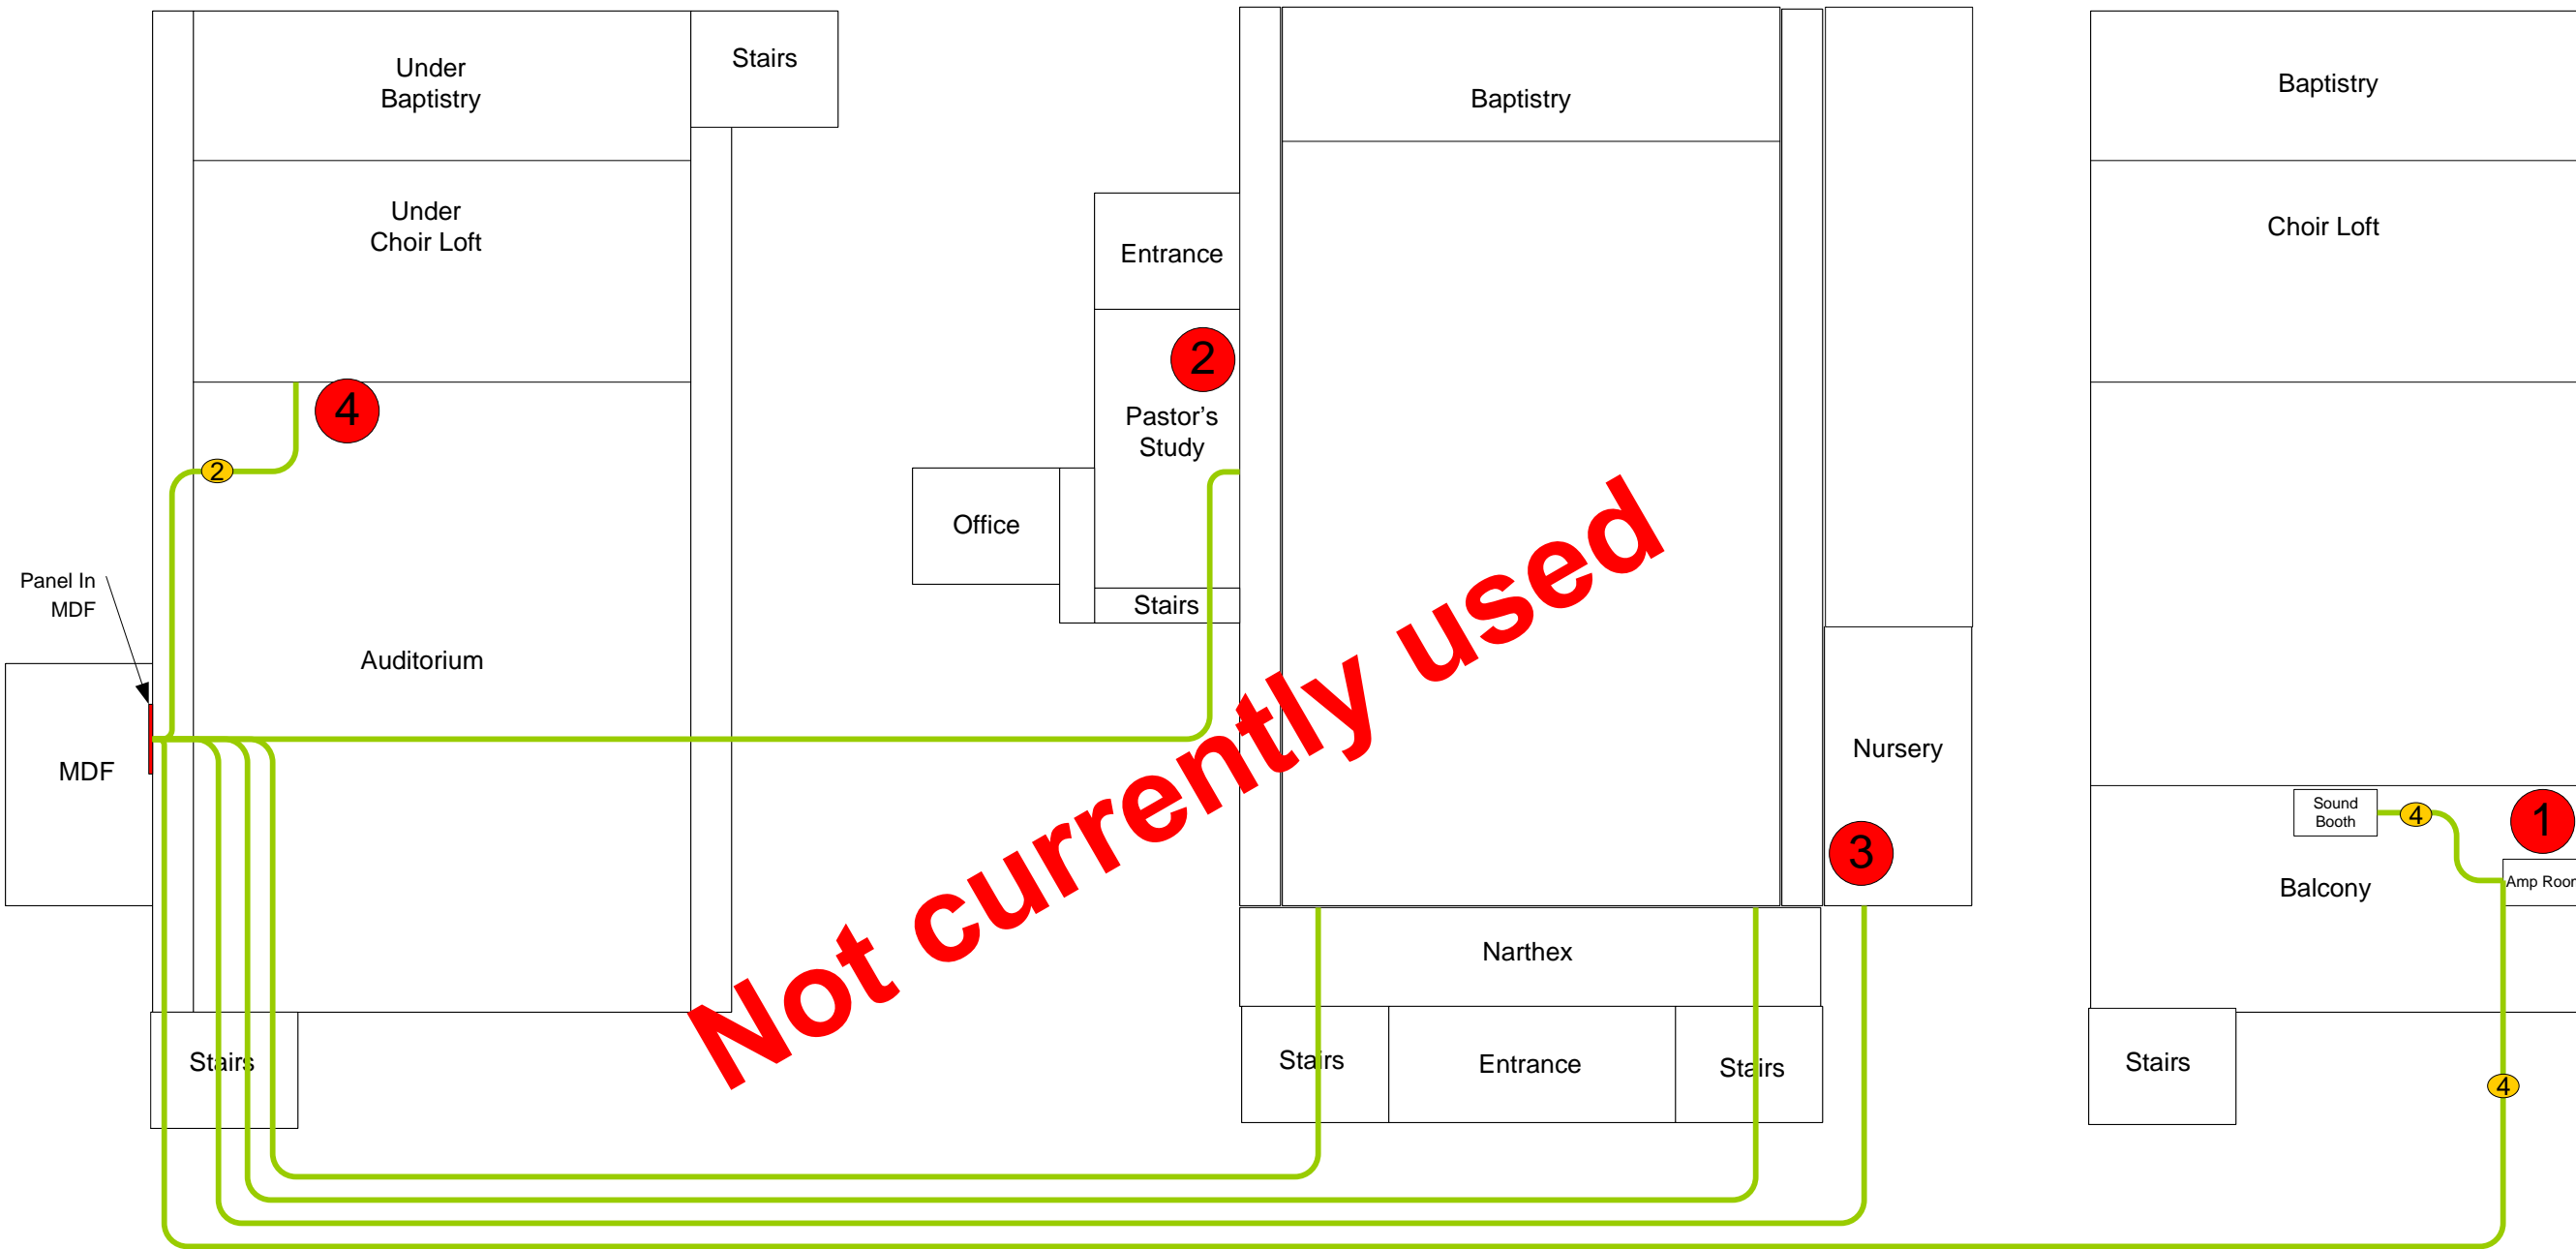 Under
Baptistry
Stairs
Under
Choir Loft
4
2
Panel In
MDF
Auditorium
MDF
Stairs
Baptistry
Entrance
2
Pastor's
Study
Office
Stairs
Not currently used
Nursery
3
Narthex
Stairs
Entrance
Stairs
Baptistry
Choir Loft
Sound
Booth
4
1
Amp Roor
Balcony
Stairs
4